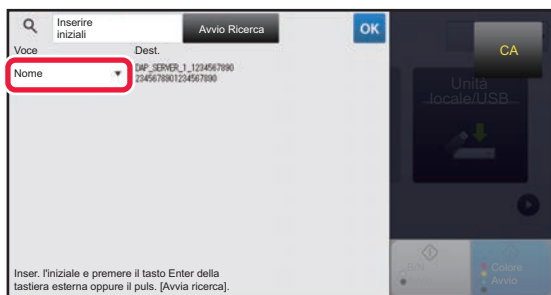 Inserire
iniziali
Avvio Ricerca
OK
CA
Voce
Dest.
Nome
DAP_SERVER_1_1234567890
2345678901234567890
Unità
locale/USB
B/N
Colore
Avvio
Inser. l'iniziale e premere il tasto Enter della
tastiera esterna oppure il puls. [Avvia ricerca].